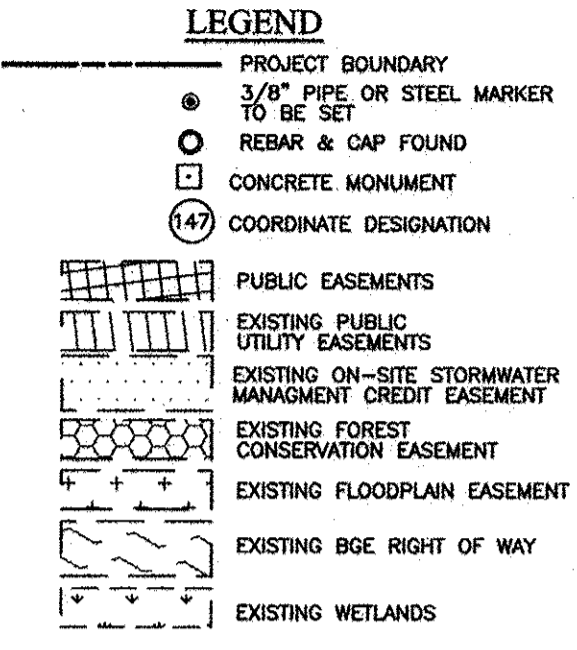 LEGEND
PROJECT BOUNDARY
3/8" PIPE OR STEEL MARKER
TO BE SET
REBAR & CAP FOUND
CONCRETE MONUMENT
147 COORDINATE DESIGNATION
PUBLIC EASEMENTS
EXISTING PUBLIC
UTILITY EASEMENTS
EXISTING ON-SITE STORMWATER
MANAGMENT CREDIT EASEMENT
EXISTING FOREST
CONSERVATION EASEMENT
EXISTING FLOODPLAIN EASEMENT
EXISTING BGE RIGHT OF WAY
EXISTING WETLANDS